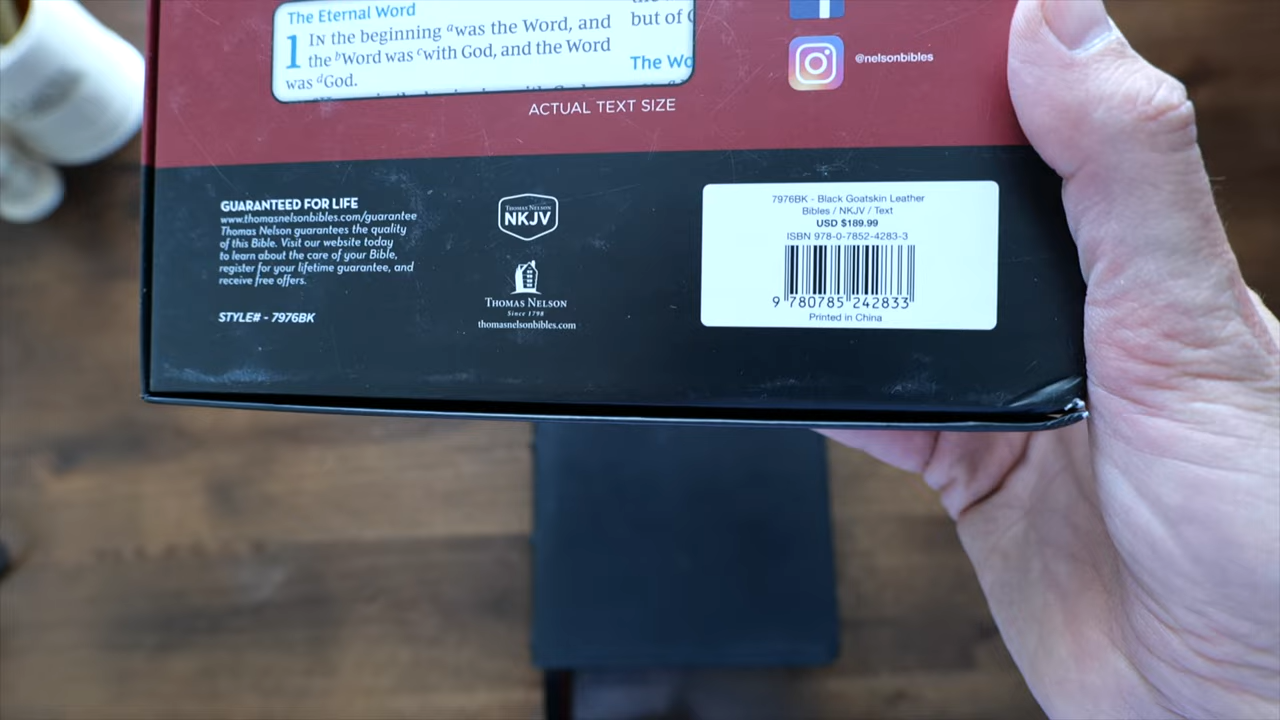 The Eternal Word
1 IN the beginning ᵃwas the Word, and
the ᵇWord was ᶜwith God, and the Word
was ᵈGod.
but of
The Wo
ACTUAL TEXT SIZE
@nelsonbibles
GUARANTEED FOR LIFE
www.thomasnelsonbibles.com/guarantee
Thomas Nelson guarantees the quality
of this Bible. Visit our website today
to learn about the care of your Bible,
register for your lifetime guarantee, and
receive free offers.
STYLE# - 7976BK
THOMAS NELSON
NKJV
THOMAS NELSON
Since 1798
thomasnelsonbibles.com
7976BK - Black Goatskin Leather
Bibles / NKJV / Text
USD $189.99
ISBN 978-0-7852-4283-3
9 780785 242833
Printed in China